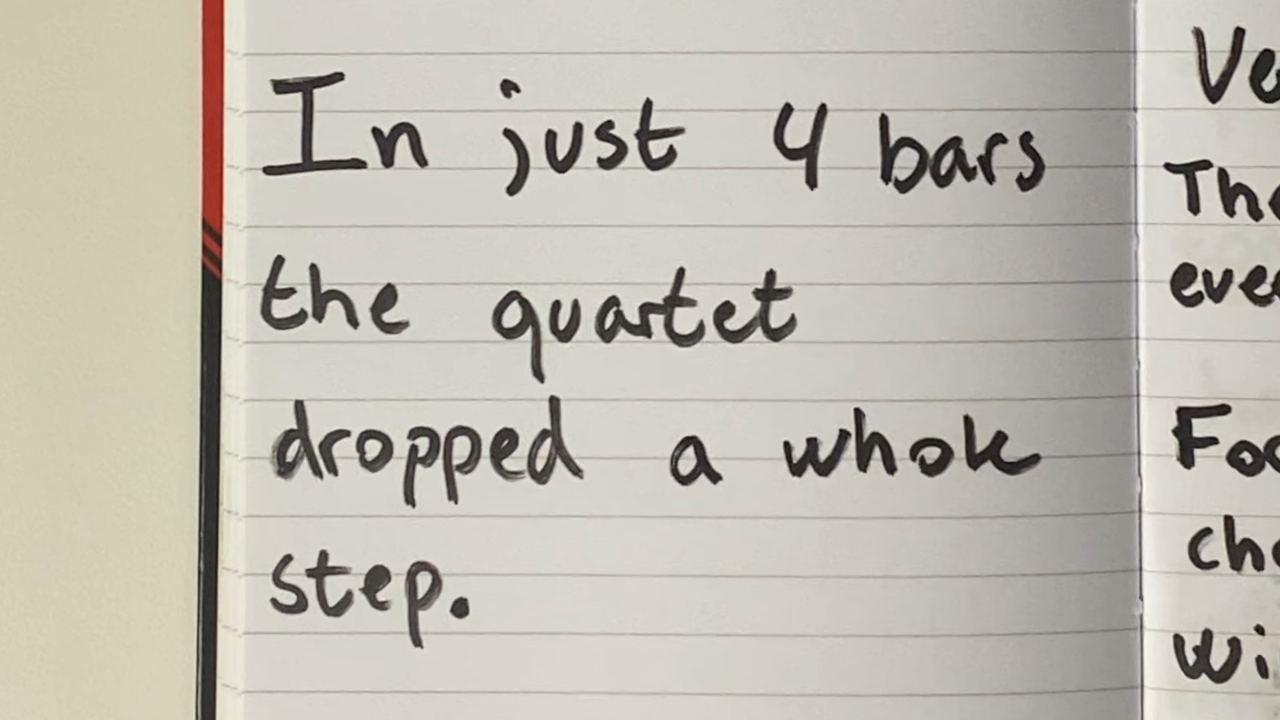 In just 4 bars
the quartet
dropped a whole
step.